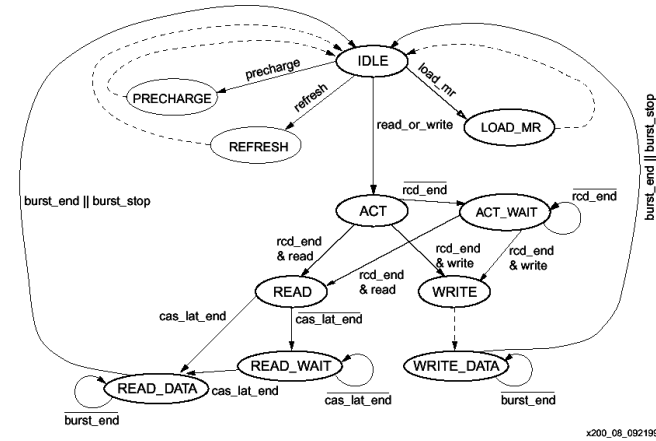 IDLE
precharge
load_mr
PRECHARGE
refresh
read_or_write
LOAD_MR
REFRESH
burst_end || burst_stop
burst_end || burst_stop
rcd_end
rcd_end
ACT
ACT_WAIT
rcd_end
& read
rcd_end
& write
rcd_end
& write
rcd_end
& read
READ
WRITE
cas_lat_end
cas_lat_end
READ_WAIT
WRITE_DATA
READ_DATA
cas_lat_end
cas_lat_end
burst_end
burst_end
x200_08_092199